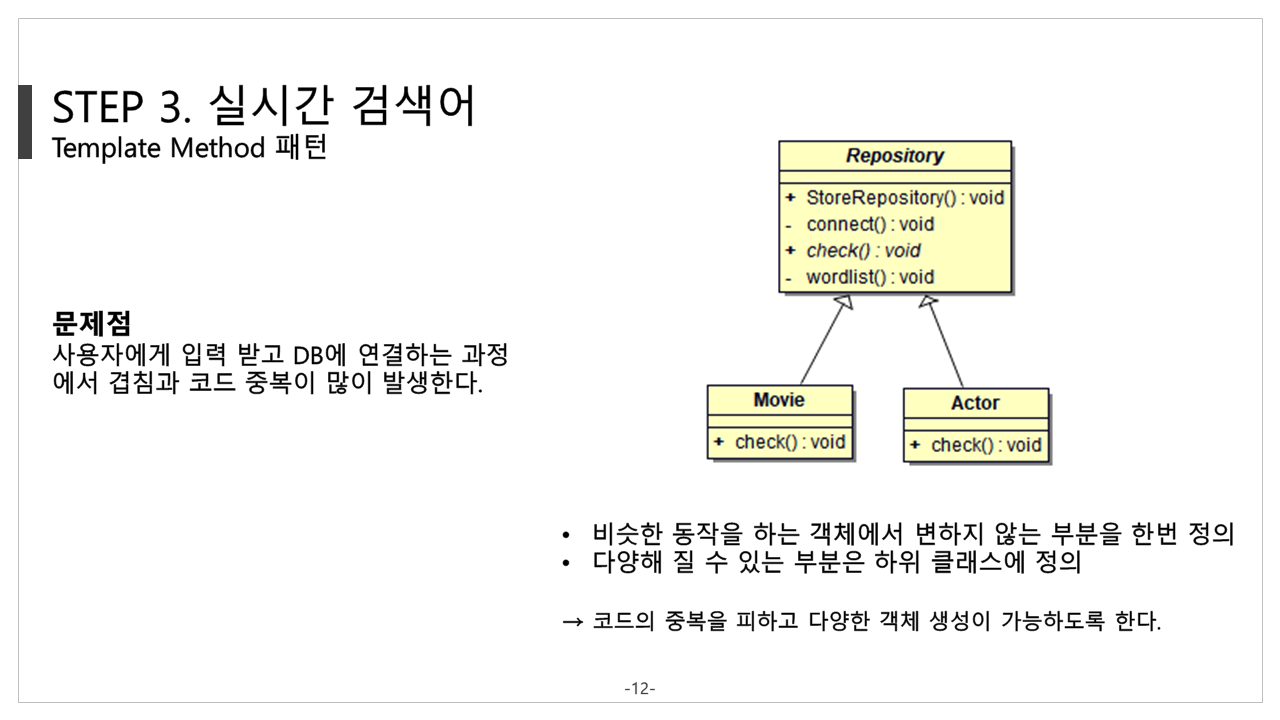 STEP 3. 실시간 검색어
Template Method 패턴
문제점
사용자에게 입력 받고 DB에 연결하는 과정
에서 겹침과 코드 중복이 많이 발생한다.
Repository
+ StoreRepository() : void
- connect() : void
+ check() : void
- wordlist() : void
Movie
+ check() : void
Actor
+ check() : void
• 비슷한 동작을 하는 객체에서 변하지 않는 부분을 한번 정의
• 다양해 질 수 있는 부분은 하위 클래스에 정의
→ 코드의 중복을 피하고 다양한 객체 생성이 가능하도록 한다.
-12-